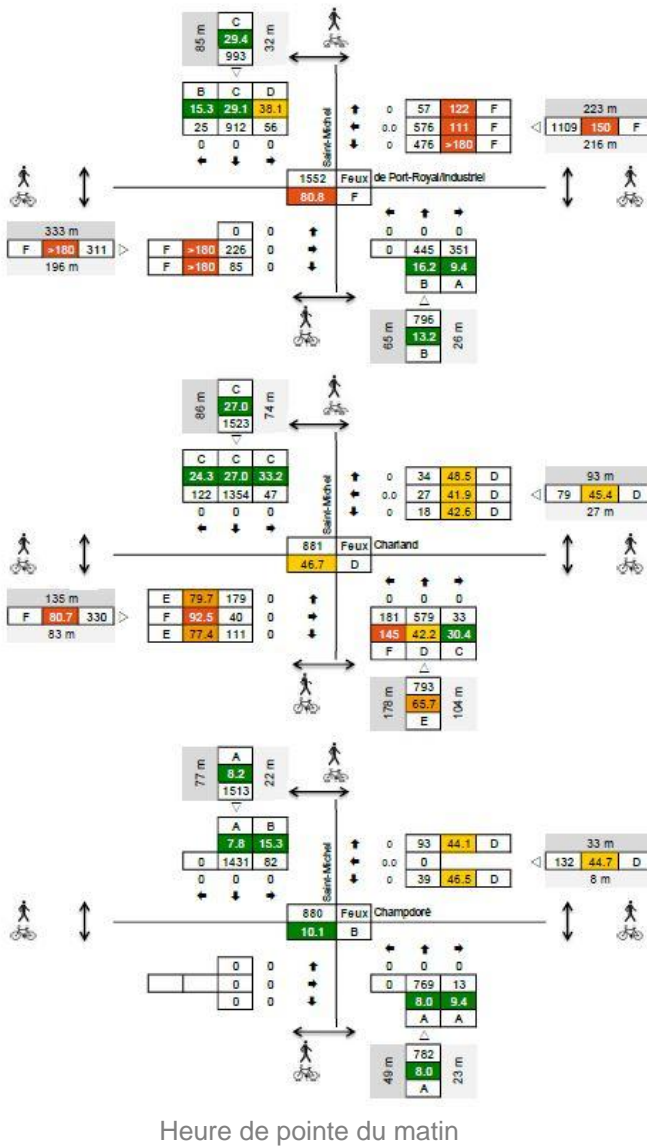 C
85 m 29.4 32 m
993
B C D
15.3 29.1 38.1
25 912 56
0 0 0
Saint-Michel
0 57 122 F
0.0 576 111 F
0 476 >180 F
223 m
1109 150 F
216 m
1552 Feux de Port-Royal/Industriel
80.8 F
333 m
F >180 311
196 m
0 0
F >180 226 0
F >180 85 0
0 0 0
0 445 351
16.2 9.4
B A
796
65 m 13.2 26 m
B
C
86 m 27.0 74 m
1523
C C C
24.3 27.0 33.2
122 1354 47
0 0 0
Saint-Michel
0 34 48.5 D
0.0 27 41.9 D
0 18 42.6 D
93 m
79 45.4 D
27 m
881 Feux Charland
46.7 D
135 m
F 80.7 330
83 m
E 79.7 179 0
F 92.5 40 0
E 77.4 111 0
0 0 0
181 579 33
145 42.2 30.4
F D C
793
178 m 65.7 104 m
E
A
77 m 8.2 22 m
1513
A B
7.8 15.3
0 1431 82
0 0 0
Saint-Michel
0 93 44.1 D
0.0 0
0 39 46.5 D
33 m
132 44.7 D
8 m
880 Feux Champdoré
10.1 B
0 0
0 0
0 0
0 0 0
0 769 13
8.0 9.4
A A
782
49 m 8.0 23 m
A
Heure de pointe du matin